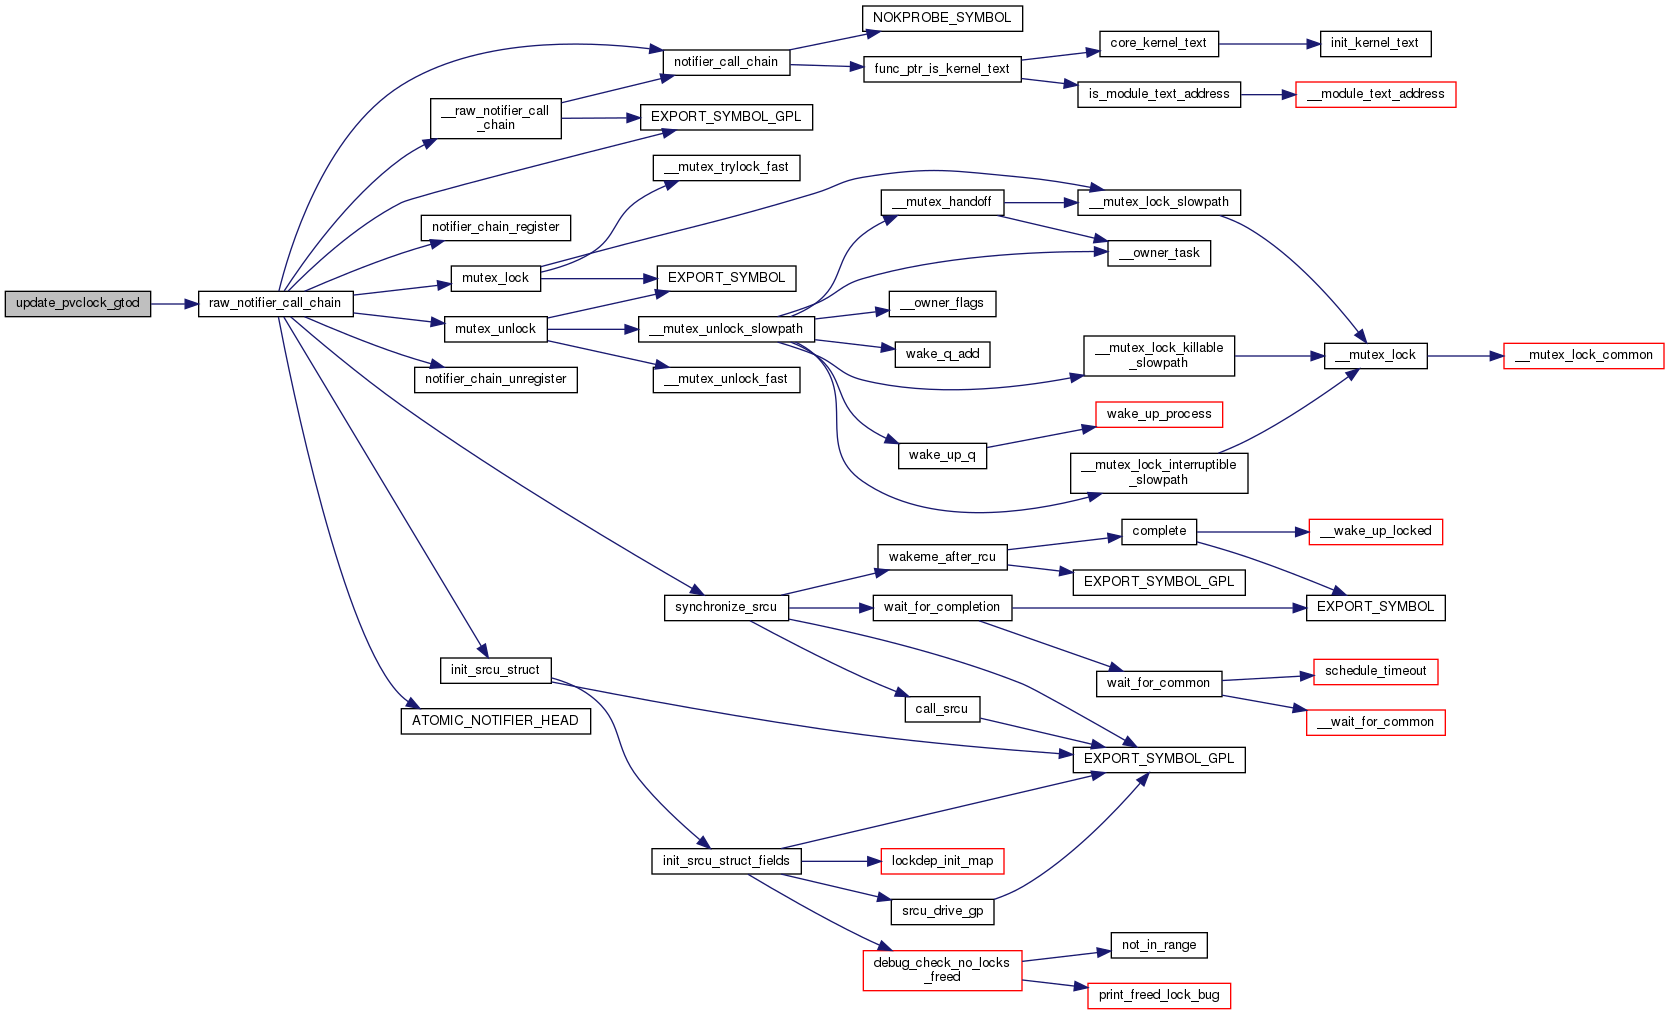 NOKPROBE_SYMBOL
core_kernel_text
init_kernel_text
notifier_call_chain
func_ptr_is_kernel_text
is_module_text_address
__module_text_address
__raw_notifier_call
_chain
EXPORT_SYMBOL_GPL
__mutex_trylock_fast
__mutex_handoff
__mutex_lock_slowpath
notifier_chain_register
__owner_task
mutex_lock
EXPORT_SYMBOL
update_pvclock_gtod
raw_notifier_call_chain
__owner_flags
mutex_unlock
__mutex_unlock_slowpath
wake_q_add
__mutex_lock_killable
_slowpath
__mutex_lock
__mutex_lock_common
notifier_chain_unregister
__mutex_unlock_fast
wake_up_process
wake_up_q
__mutex_lock_interruptible
_slowpath
complete
__wake_up_locked
wakeme_after_rcu
EXPORT_SYMBOL_GPL
synchronize_srcu
wait_for_completion
EXPORT_SYMBOL
init_srcu_struct
wait_for_common
schedule_timeout
ATOMIC_NOTIFIER_HEAD
call_srcu
__wait_for_common
EXPORT_SYMBOL_GPL
init_srcu_struct_fields
lockdep_init_map
srcu_drive_gp
debug_check_no_locks
_freed
not_in_range
print_freed_lock_bug